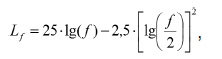 L_f = 25·lg(f) − 2,5·[lg(f/2)]²,